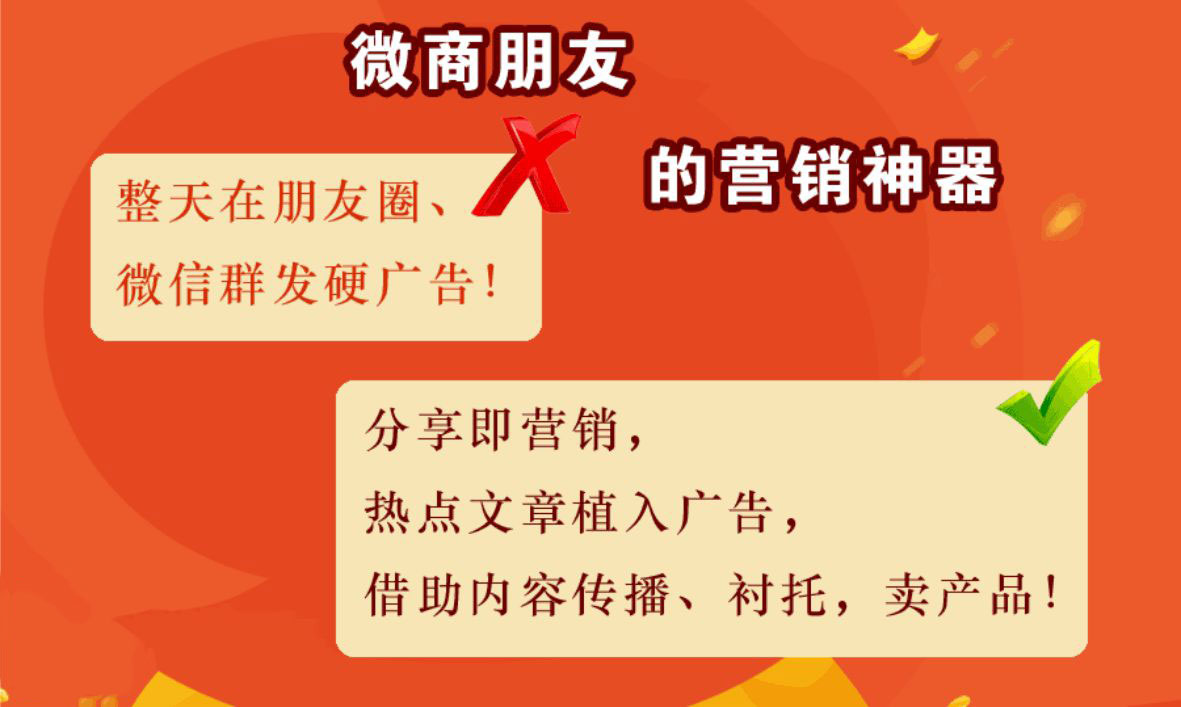 微商朋友
的营销神器
整天在朋友圈、
微信群发硬广告！
分享即营销，
热点文章植入广告，
借助内容传播、衬托，卖产品！